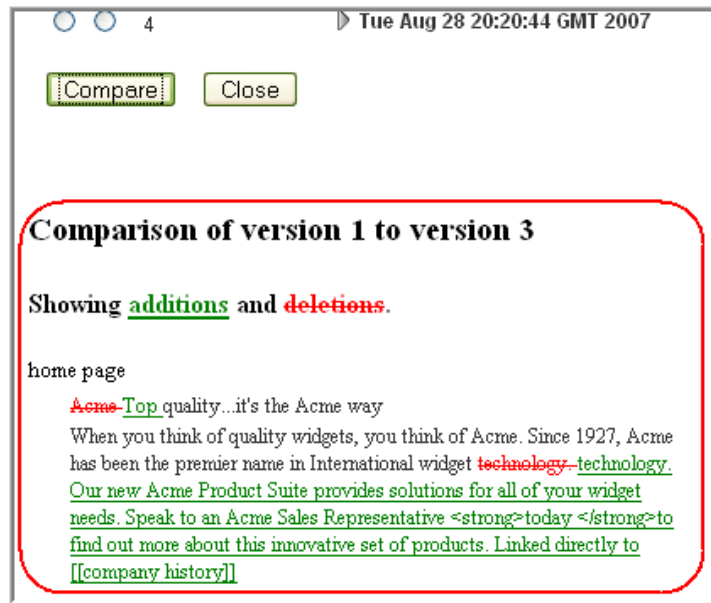 4 Tue Aug 28 20:20:44 GMT 2007
Compare Close
Comparison of version 1 to version 3
Showing additions and deletions.
home page
Acme Top quality...it's the Acme way
When you think of quality widgets, you think of Acme. Since 1927, Acme
has been the premier name in International widget technology. technology.
Our new Acme Product Suite provides solutions for all of your widget
needs. Speak to an Acme Sales Representative <strong>today </strong>to
find out more about this innovative set of products. Linked directly to
[[company history]]